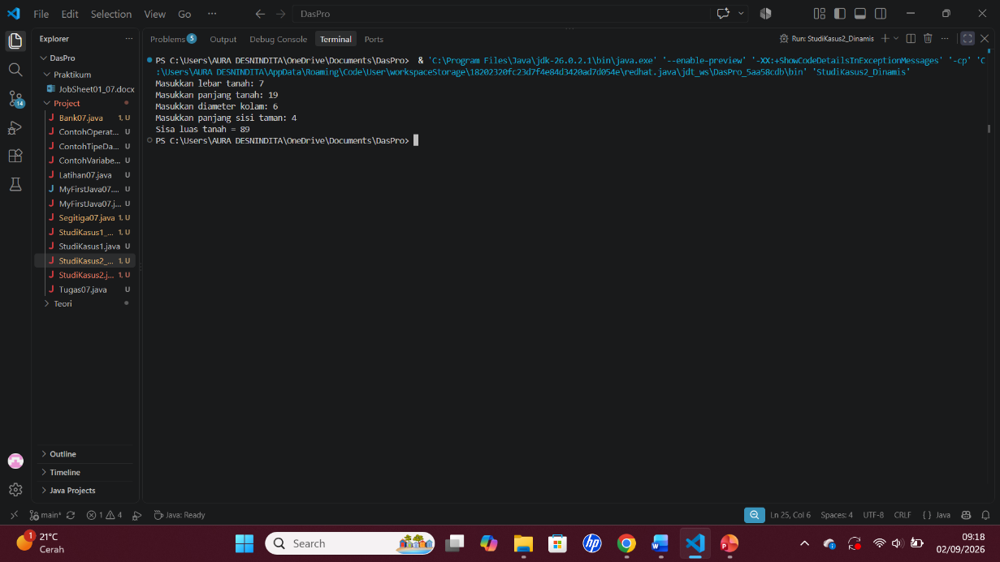 File Edit Selection View Go ··· DasPro
Explorer ···
DasPro
Praktikum
JobSheet01_07.docx
Project
Bank07.java 1, U
ContohOperat... U
ContohTipeDa... U
ContohVariabe... U
Latihan07.java U
MyFirstJava07.... U
MyFirstJava07.j... U
Segitiga07.java 1, U
StudiKasus1_... 1, U
StudiKasus1.java U
StudiKasus2_... 1, U
StudiKasus2.j... 1, U
Tugas07.java U
Teori
Outline
Timeline
Java Projects
Problems 5 Output Debug Console Terminal Ports
Run: StudiKasus2_Dinamis
PS C:\Users\AURA DESNINDITA\OneDrive\Documents\DasPro> & 'C:\Program Files\Java\jdk-26.0.2.1\bin\java.exe' '--enable-preview' '-XX:+ShowCodeDetailsInExceptionMessages' '-cp' 'C
:\Users\AURA DESNINDITA\AppData\Roaming\Code\User\workspaceStorage\18202320fc23d7f4e84d3420ad7d054e\redhat.java\jdt_ws\DasPro_5aa58cdb\bin' 'StudiKasus2_Dinamis'
Masukkan lebar tanah: 7
Masukkan panjang tanah: 19
Masukkan diameter kolam: 6
Masukkan panjang sisi taman: 4
Sisa luas tanah = 89
PS C:\Users\AURA DESNINDITA\OneDrive\Documents\DasPro>
14
main* 1 4 Java: Ready
Ln 25, Col 6 Spaces: 4 UTF-8 CRLF { } Java
1 21°C
Cerah
Search
09:18
02/09/2026